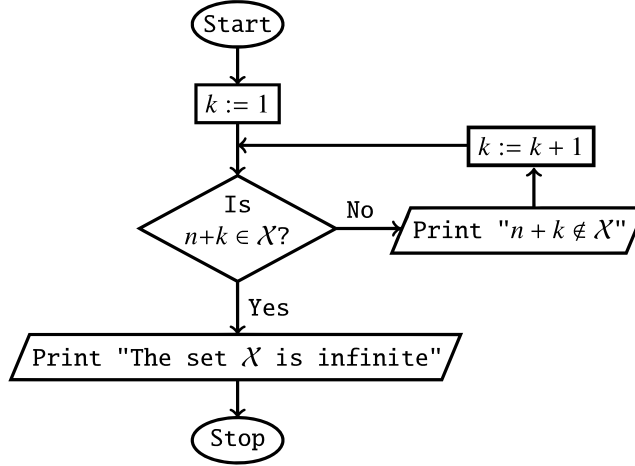 Start
k := 1
k := k + 1
Is
n+k ∈ 𝒳?
No
Print "n + k ∉ 𝒳"
Yes
Print "The set 𝒳 is infinite"
Stop